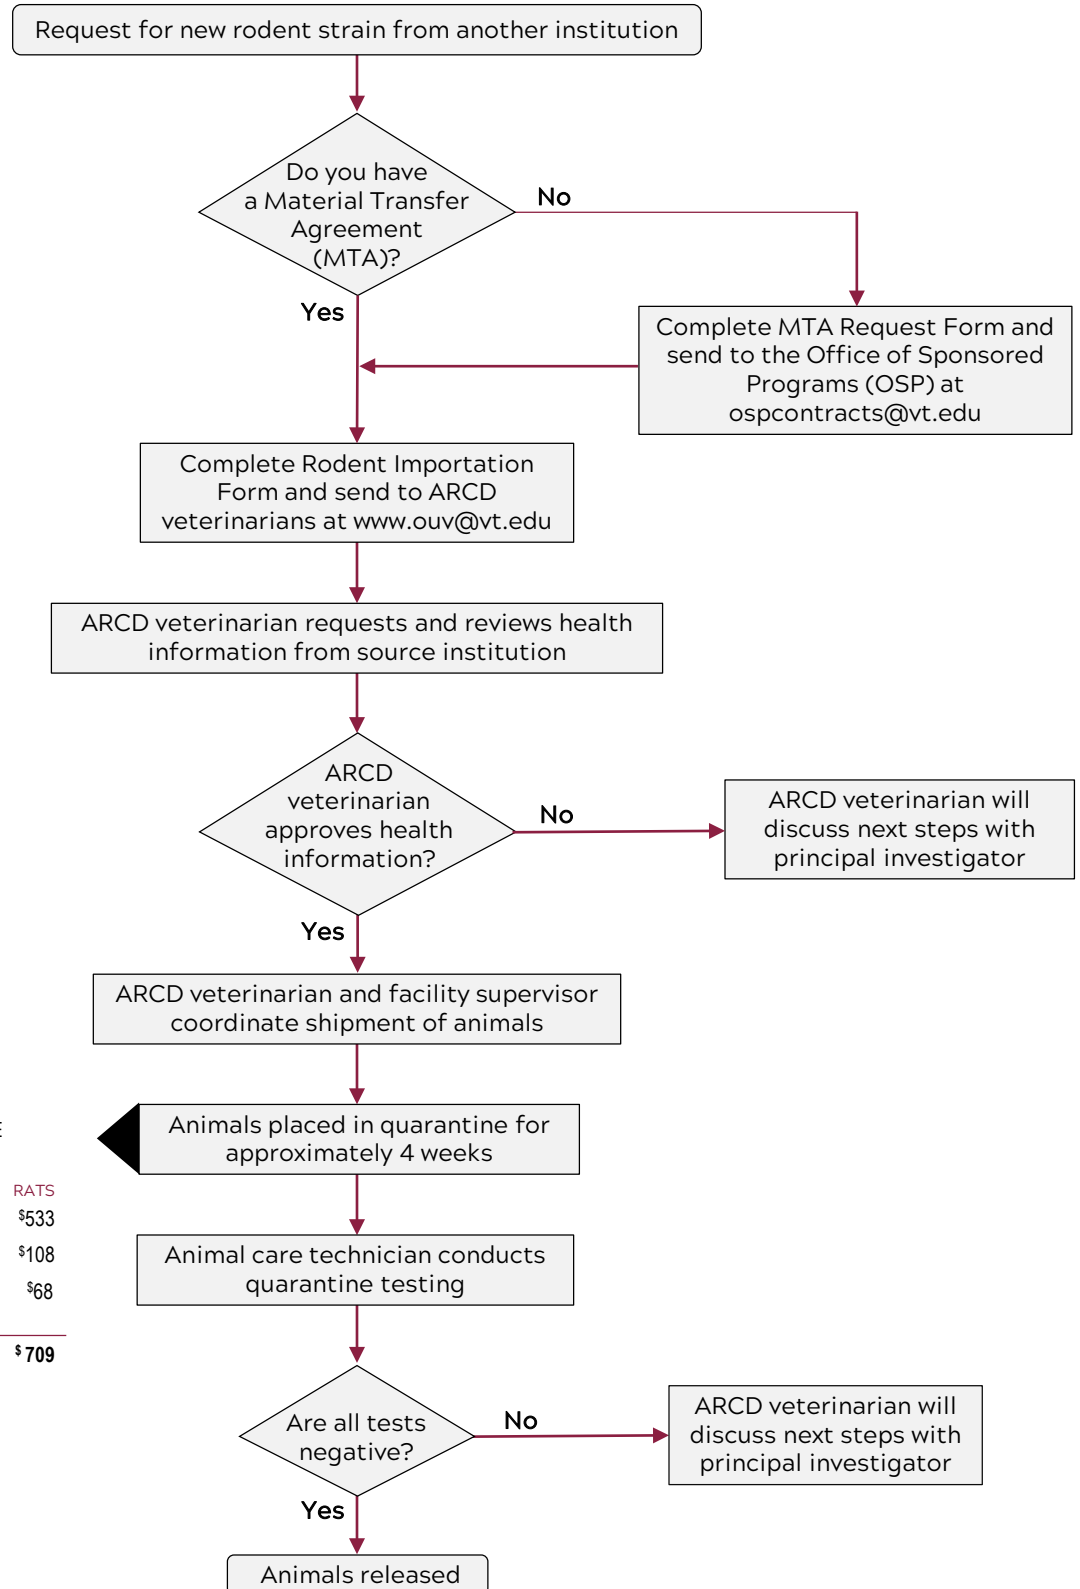 Request for new rodent strain from another institution
Do you have
a Material Transfer
Agreement
(MTA)?
No
Yes
Complete MTA Request Form and
send to the Office of Sponsored
Programs (OSP) at
ospcontracts@vt.edu
Complete Rodent Importation
Form and send to ARCD
veterinarians at www.ouv@vt.edu
ARCD veterinarian requests and reviews health
information from source institution
ARCD
veterinarian
approves health
information?
No
ARCD veterinarian will
discuss next steps with
principal investigator
Yes
ARCD veterinarian and facility supervisor
coordinate shipment of animals
Animals placed in quarantine for
approximately 4 weeks
RATS
$533
$108
$68
$709
Animal care technician conducts
quarantine testing
Are all tests
negative?
No
ARCD veterinarian will
discuss next steps with
principal investigator
Yes
Animals released